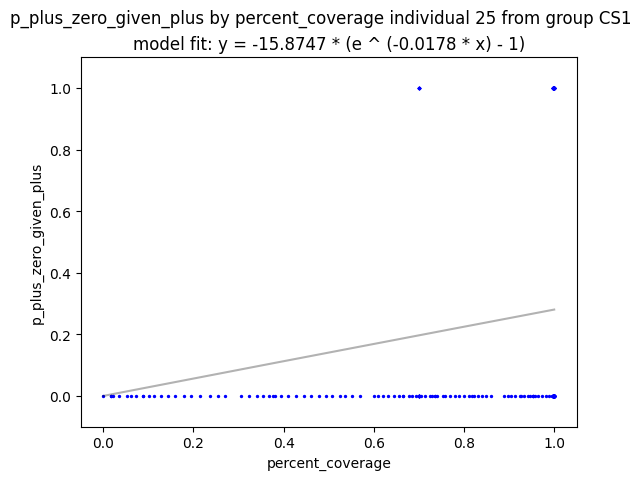 p_plus_zero_given_plus by percent_coverage individual 25 from group CS1
model fit: y = -15.8747 * (e ^ (-0.0178 * x) - 1)
p_plus_zero_given_plus
1.0
0.8
0.6
0.4
0.2
0.0
0.0 0.2 0.4 0.6 0.8 1.0
percent_coverage